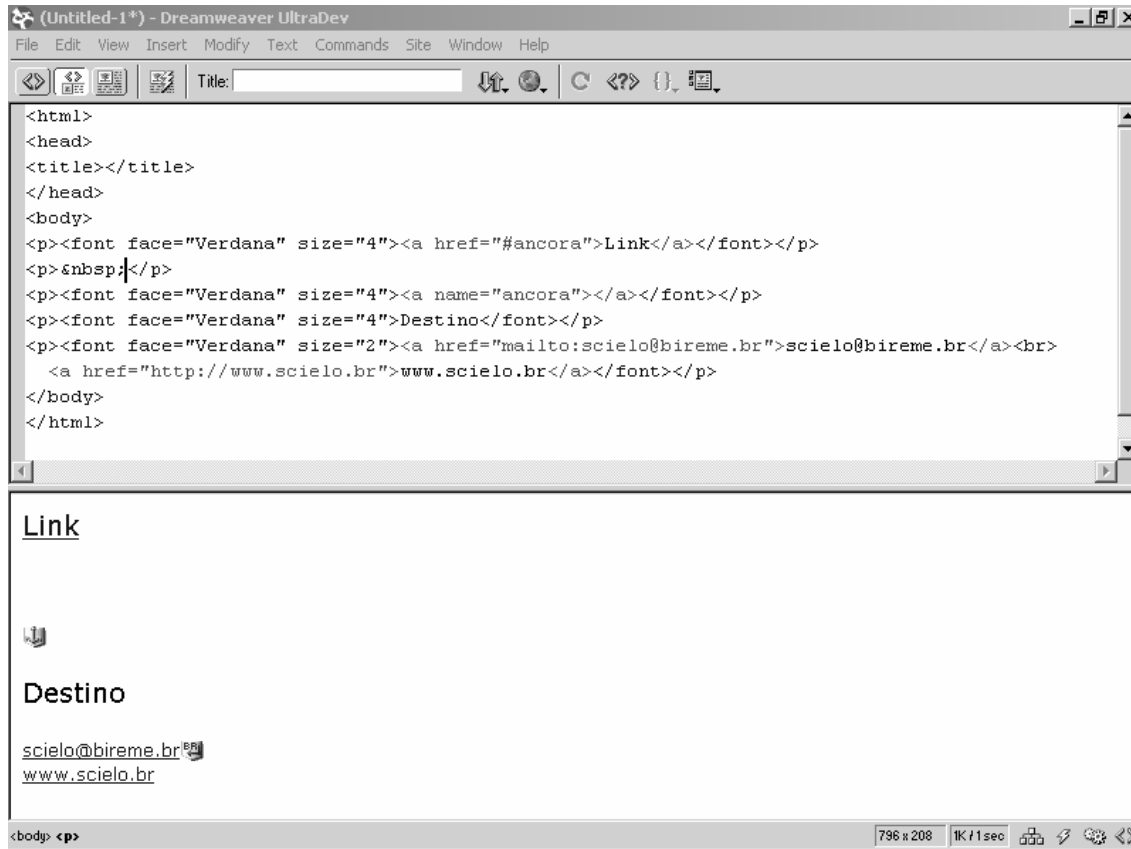 (Untitled-1*) - Dreamweaver UltraDev
File Edit View Insert Modify Text Commands Site Window Help
Title:
<html>
<head>
<title></title>
</head>
<body>
<p><font face="Verdana" size="4"><a href="#ancora">Link</a></font></p>
<p>&nbsp;</p>
<p><font face="Verdana" size="4"><a name="ancora"></a></font></p>
<p><font face="Verdana" size="4">Destino</font></p>
<p><font face="Verdana" size="2"><a href="mailto:scielo@bireme.br">scielo@bireme.br</a><br>
<a href="http://www.scielo.br">www.scielo.br</a></font></p>
</body>
</html>
Link
Destino
scielo@bireme.br BR
www.scielo.br
<body> <p> 796 x 208 1K / 1 sec